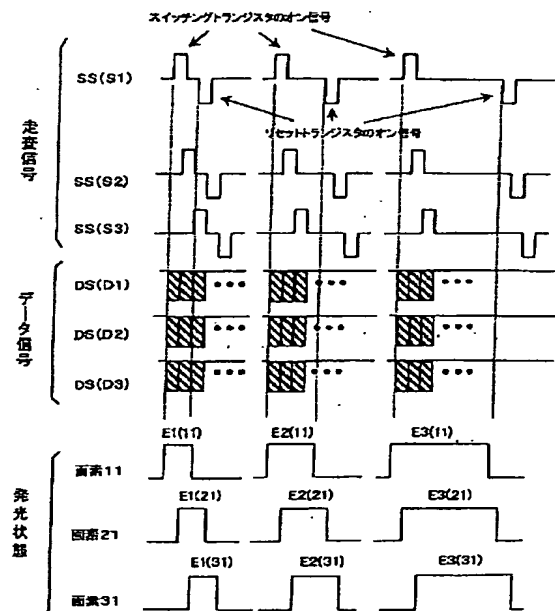 スイッチングトランジスタのオン信号
SS(S1)
リセットトランジスタのオン信号
走査信号
SS(S2)
SS(S3)
データ信号
DS(D1)
DS(D2)
DS(D3)
E1(11) E2(11) E3(11)
画素11
発光状態
E1(21) E2(21) E3(21)
画素21
E1(31) E2(31) E3(31)
画素31